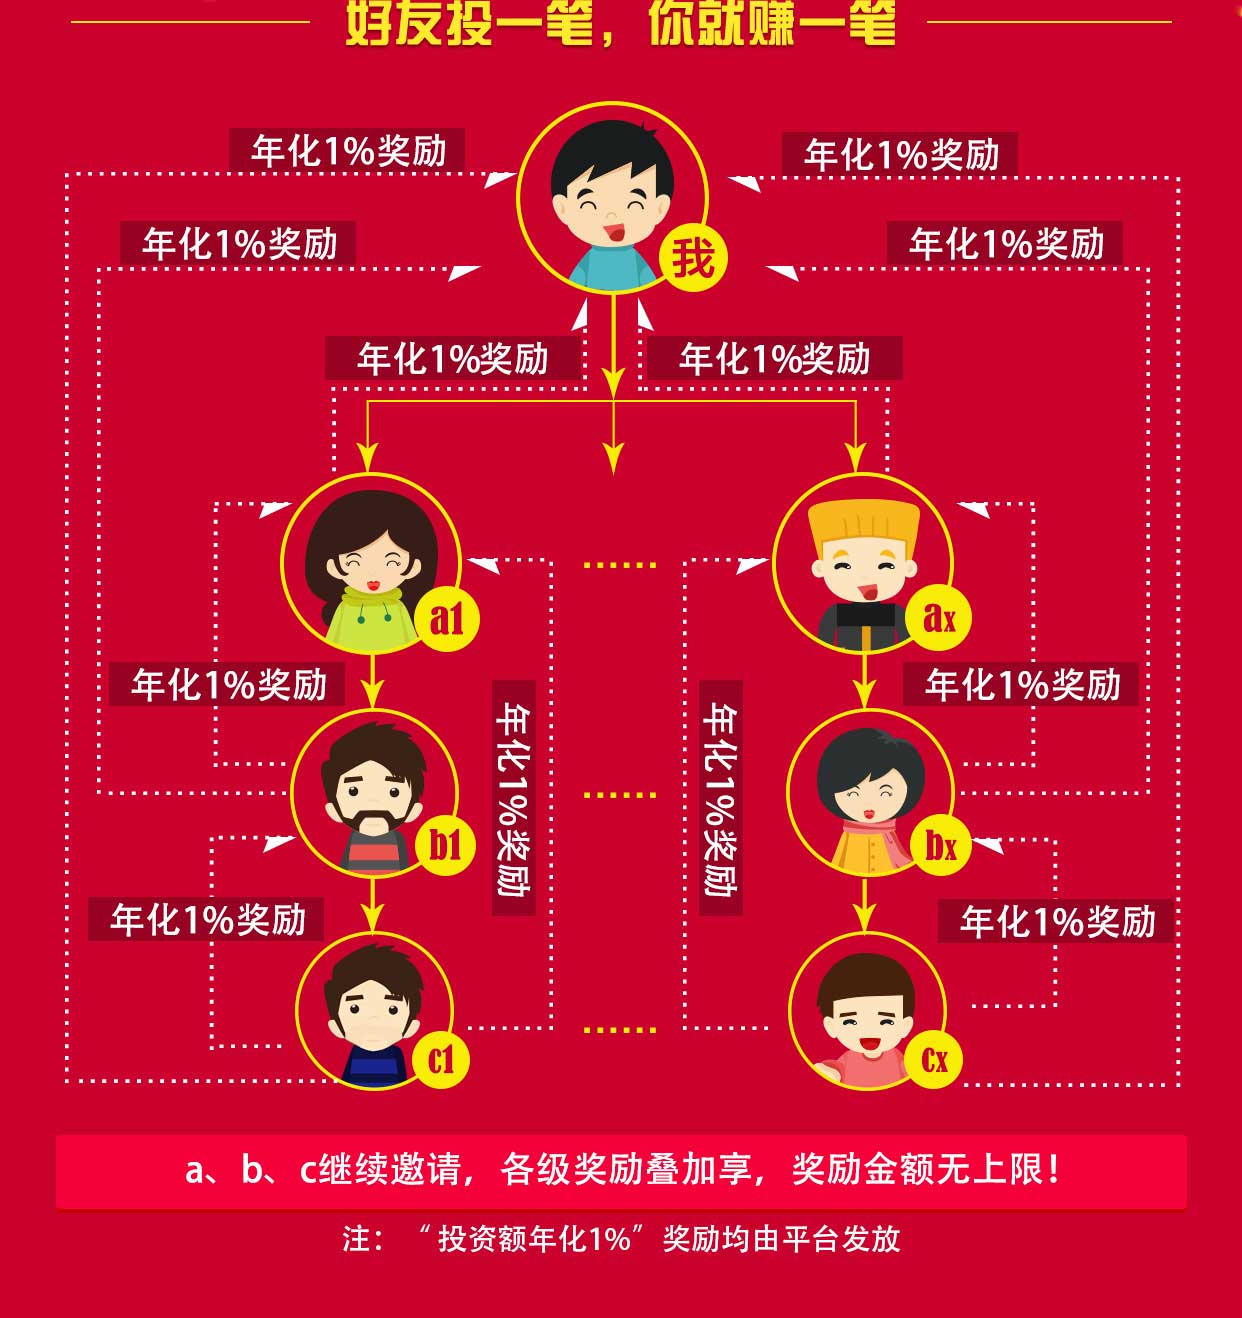 好友投一笔，你就赚一笔
年化1%奖励
年化1%奖励
年化1%奖励
年化1%奖励
我
年化1%奖励
年化1%奖励
a1
ax
年化1%奖励
年化1%奖励
年化1%奖励
年化1%奖励
b1
bx
年化1%奖励
年化1%奖励
c1
cx
a、b、c继续邀请，各级奖励叠加享，奖励金额无上限！
注：“投资额年化1%”奖励均由平台发放